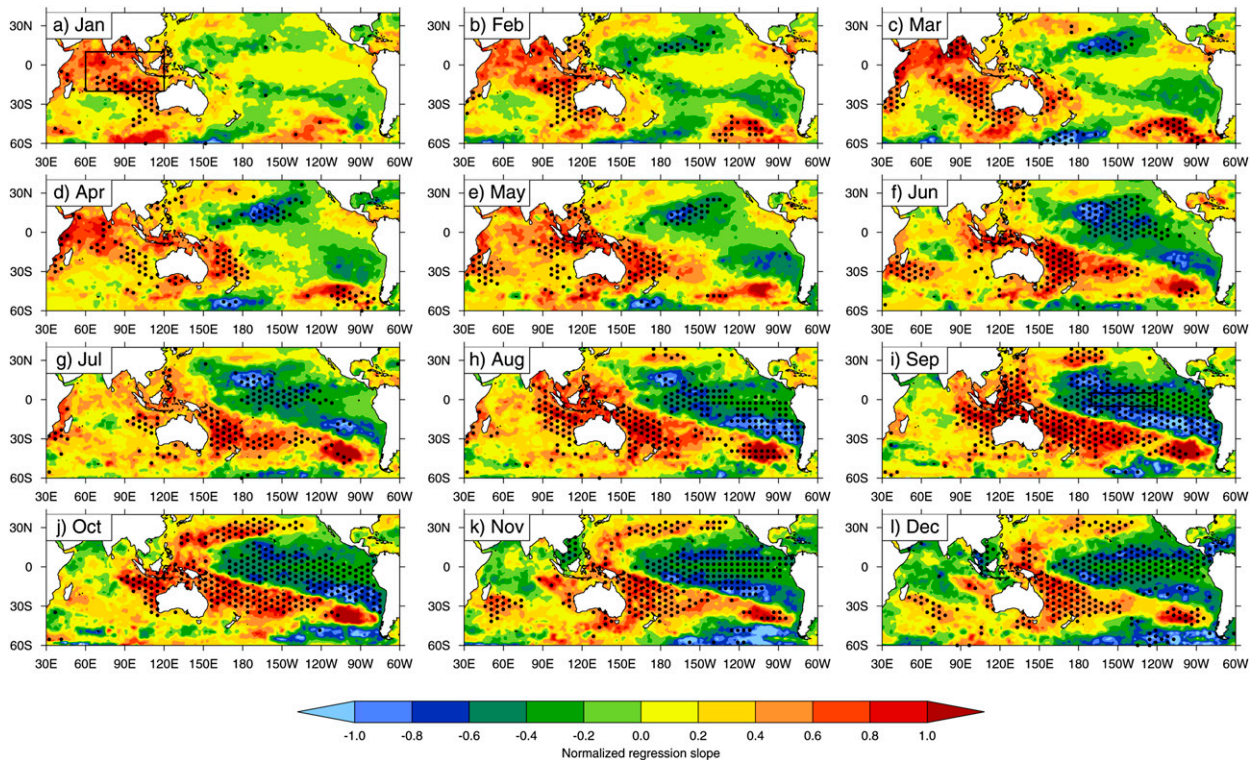 a) Jan
b) Feb
c) Mar
30N
0
30S
60S
30E 60E 90E 120E 150E 180 150W 120W 90W 60W
30N
0
30S
60S
30E 60E 90E 120E 150E 180 150W 120W 90W 60W
30N
0
30S
60S
30E 60E 90E 120E 150E 180 150W 120W 90W 60W
d) Apr
e) May
f) Jun
30N
0
30S
60S
30E 60E 90E 120E 150E 180 150W 120W 90W 60W
30N
0
30S
60S
30E 60E 90E 120E 150E 180 150W 120W 90W 60W
30N
0
30S
60S
30E 60E 90E 120E 150E 180 150W 120W 90W 60W
g) Jul
h) Aug
i) Sep
30N
0
30S
60S
30E 60E 90E 120E 150E 180 150W 120W 90W 60W
30N
0
30S
60S
30E 60E 90E 120E 150E 180 150W 120W 90W 60W
30N
0
30S
60S
30E 60E 90E 120E 150E 180 150W 120W 90W 60W
j) Oct
k) Nov
l) Dec
30N
0
30S
60S
30E 60E 90E 120E 150E 180 150W 120W 90W 60W
30N
0
30S
60S
30E 60E 90E 120E 150E 180 150W 120W 90W 60W
30N
0
30S
60S
30E 60E 90E 120E 150E 180 150W 120W 90W 60W
-1.0 -0.8 -0.6 -0.4 -0.2 0.0 0.2 0.4 0.6 0.8 1.0
Normalized regression slope